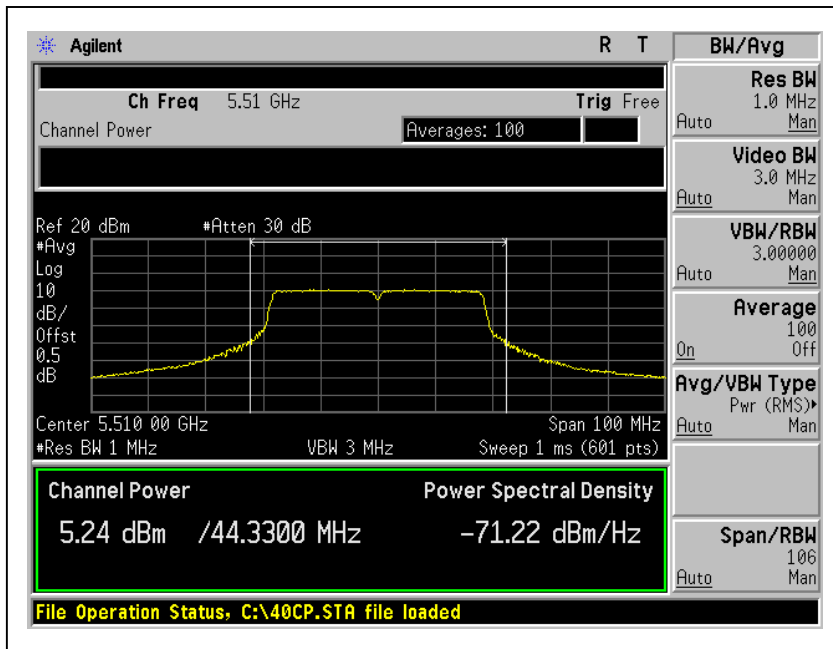 Agilent R T BW/Avg
Ch Freq 5.51 GHz Trig Free
Channel Power Averages: 100
Res BW
1.0 MHz
Auto Man
Video BW
3.0 MHz
Auto Man
VBW/RBW
3.00000
Auto Man
Average
100
On Off
Avg/VBW Type
Pwr (RMS)▸
Auto Man
Span/RBW
106
Auto Man
Ref 20 dBm #Atten 30 dB
#Avg
Log
10
dB/
Offst
0.5
dB
Center 5.510 00 GHz Span 100 MHz
#Res BW 1 MHz VBW 3 MHz Sweep 1 ms (601 pts)
Channel Power Power Spectral Density
5.24 dBm /44.3300 MHz -71.22 dBm/Hz
File Operation Status, C:\40CP.STA file loaded